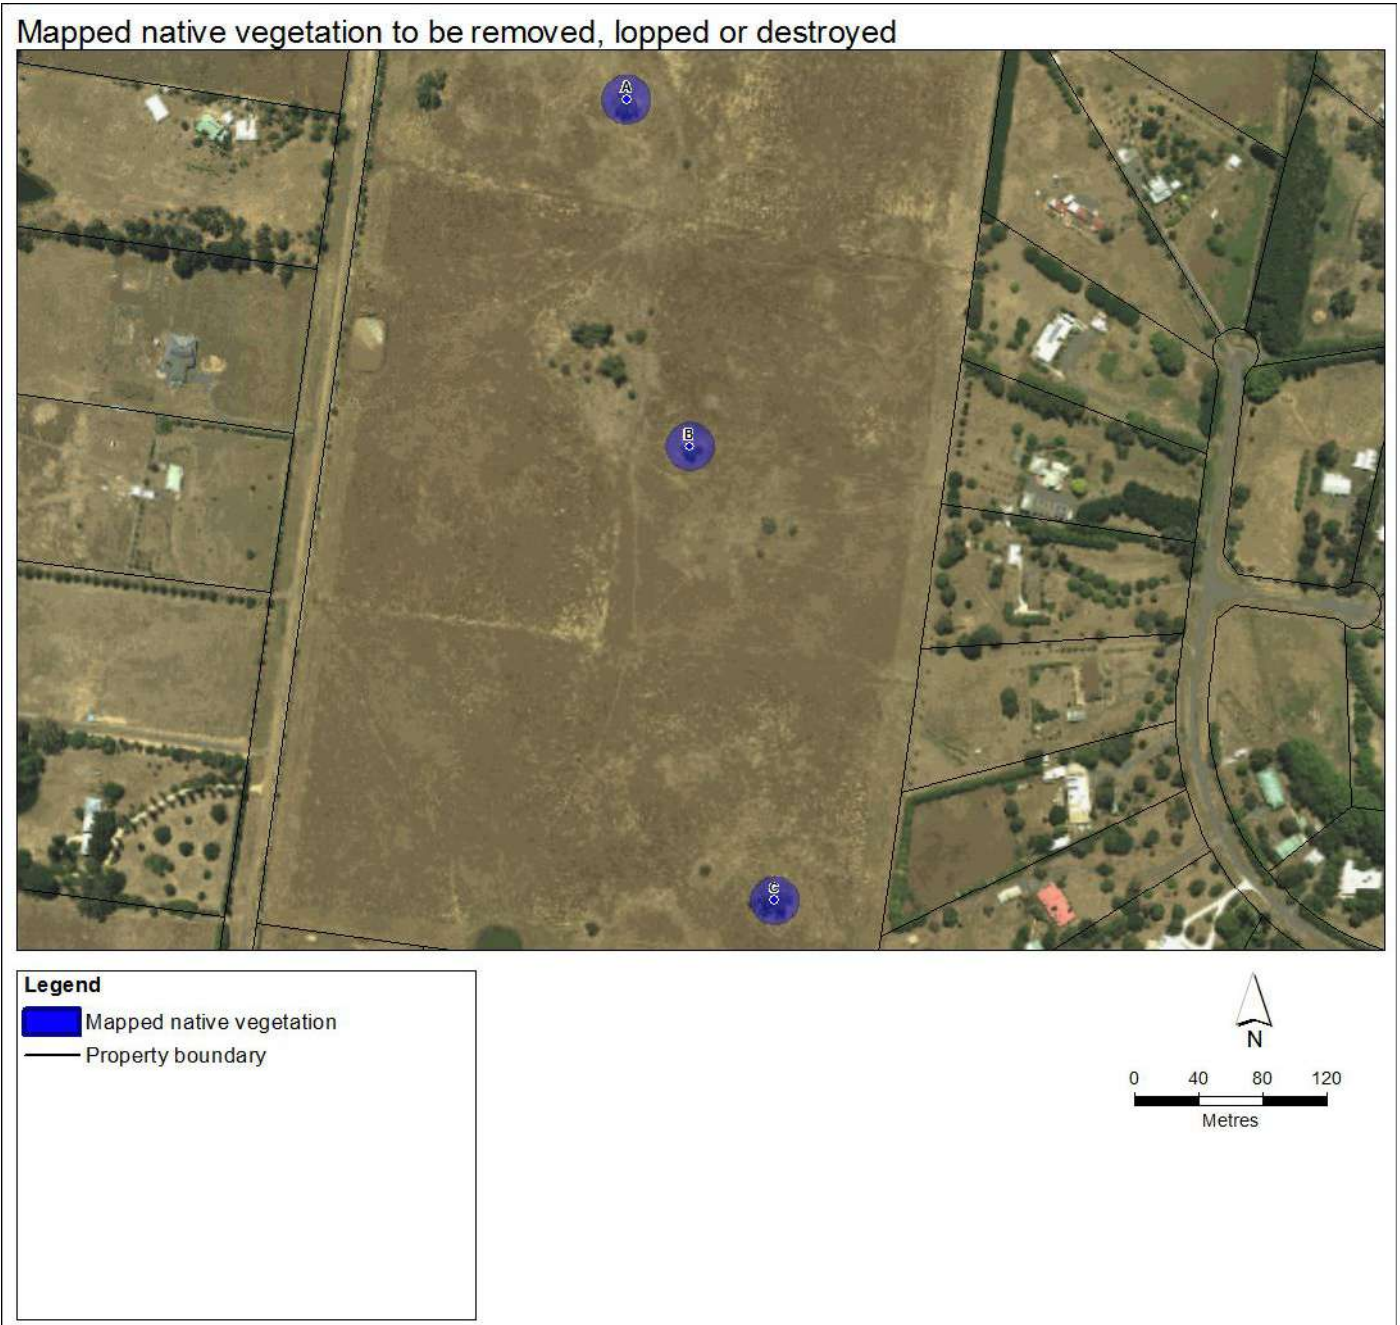 Mapped native vegetation to be removed, lopped or destroyed
A
B
C
Legend
Mapped native vegetation
Property boundary
N
0 40 80 120
Metres